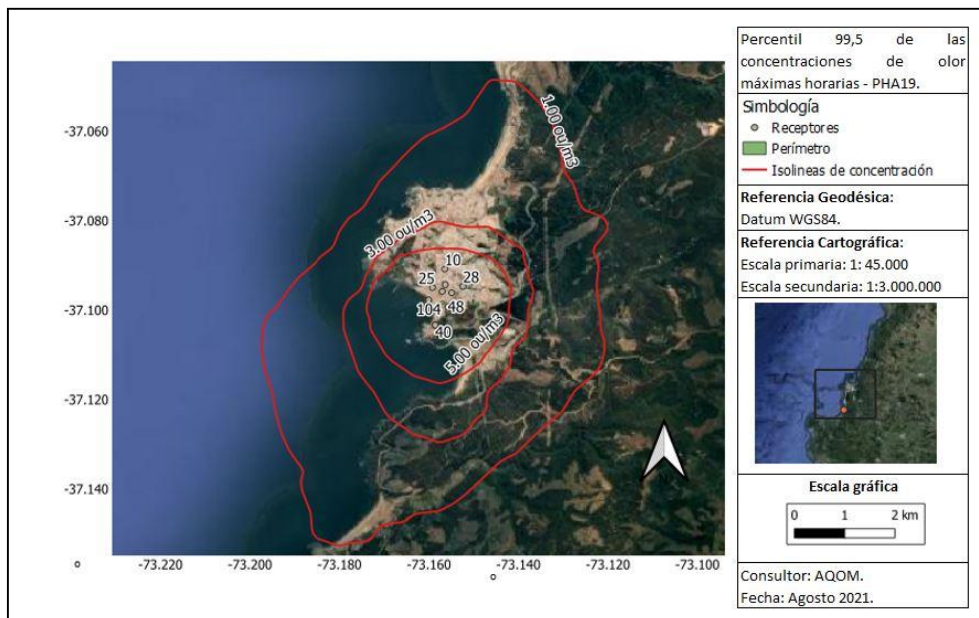 -37.060
-37.080
-37.100
-37.120
-37.140
-73.220
-73.200
-73.180
-73.160
-73.140
-73.120
-73.100
1.00 ou/m3
3.00 ou/m3
5.00 ou/m3
10
25
28
104
48
40
N
Percentil 99,5 de las
concentraciones de olor
máximas horarias - PHA19.
Simbología
Receptores
Perímetro
Isolineas de concentración
Referencia Geodésica:
Datum WGS84.
Referencia Cartográfica:
Escala primaria: 1: 45.000
Escala secundaria: 1:3.000.000
Escala gráfica
0 1 2 km
Consultor: AQOM.
Fecha: Agosto 2021.